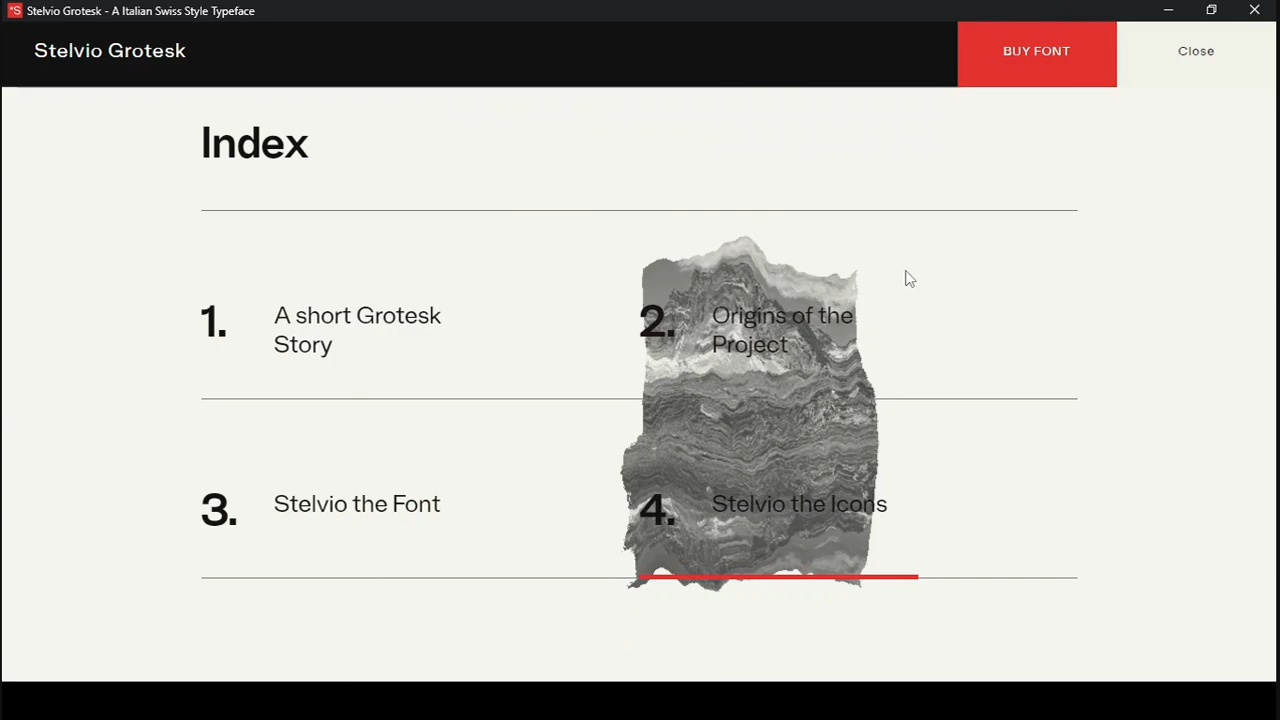 *S Stelvio Grotesk - A Italian Swiss Style Typeface
Stelvio Grotesk
BUY FONT
Close
Index
1.
A short Grotesk
Story
2.
Origins of the
Project
3.
Stelvio the Font
4.
Stelvio the Icons